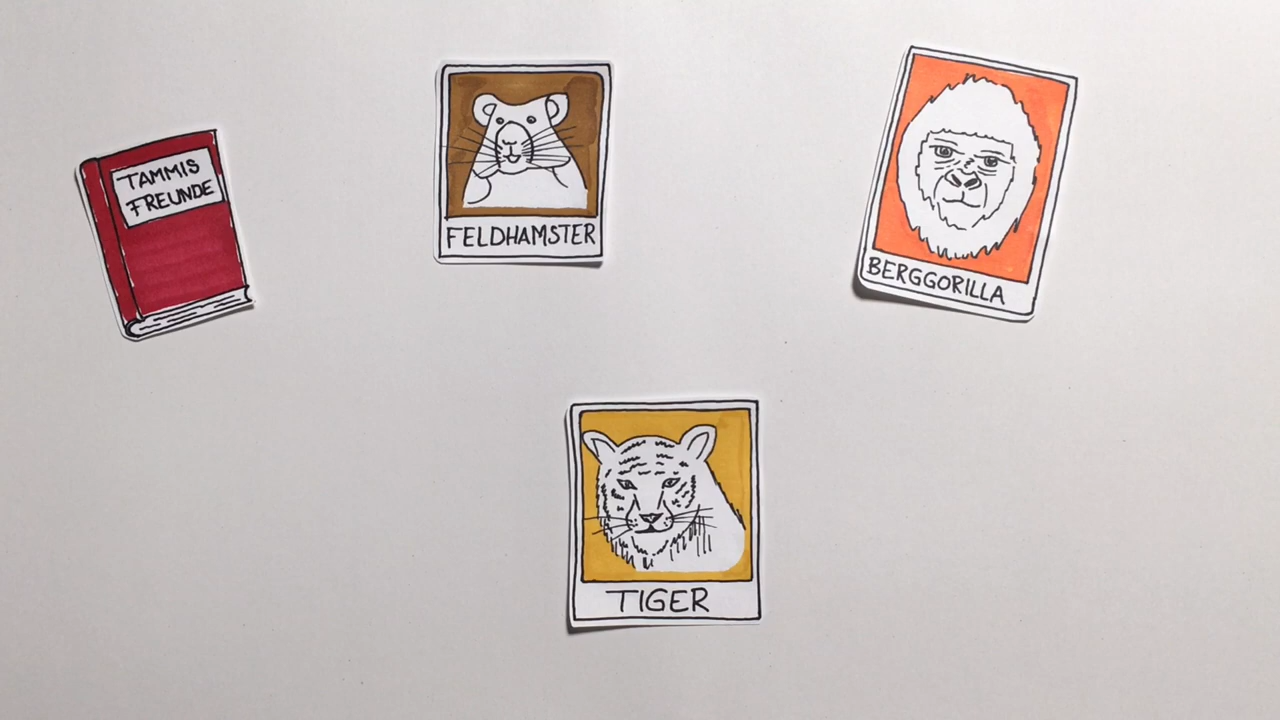 TAMMIS
FREUNDE
FELDHAMSTER
BERGGORILLA
TIGER